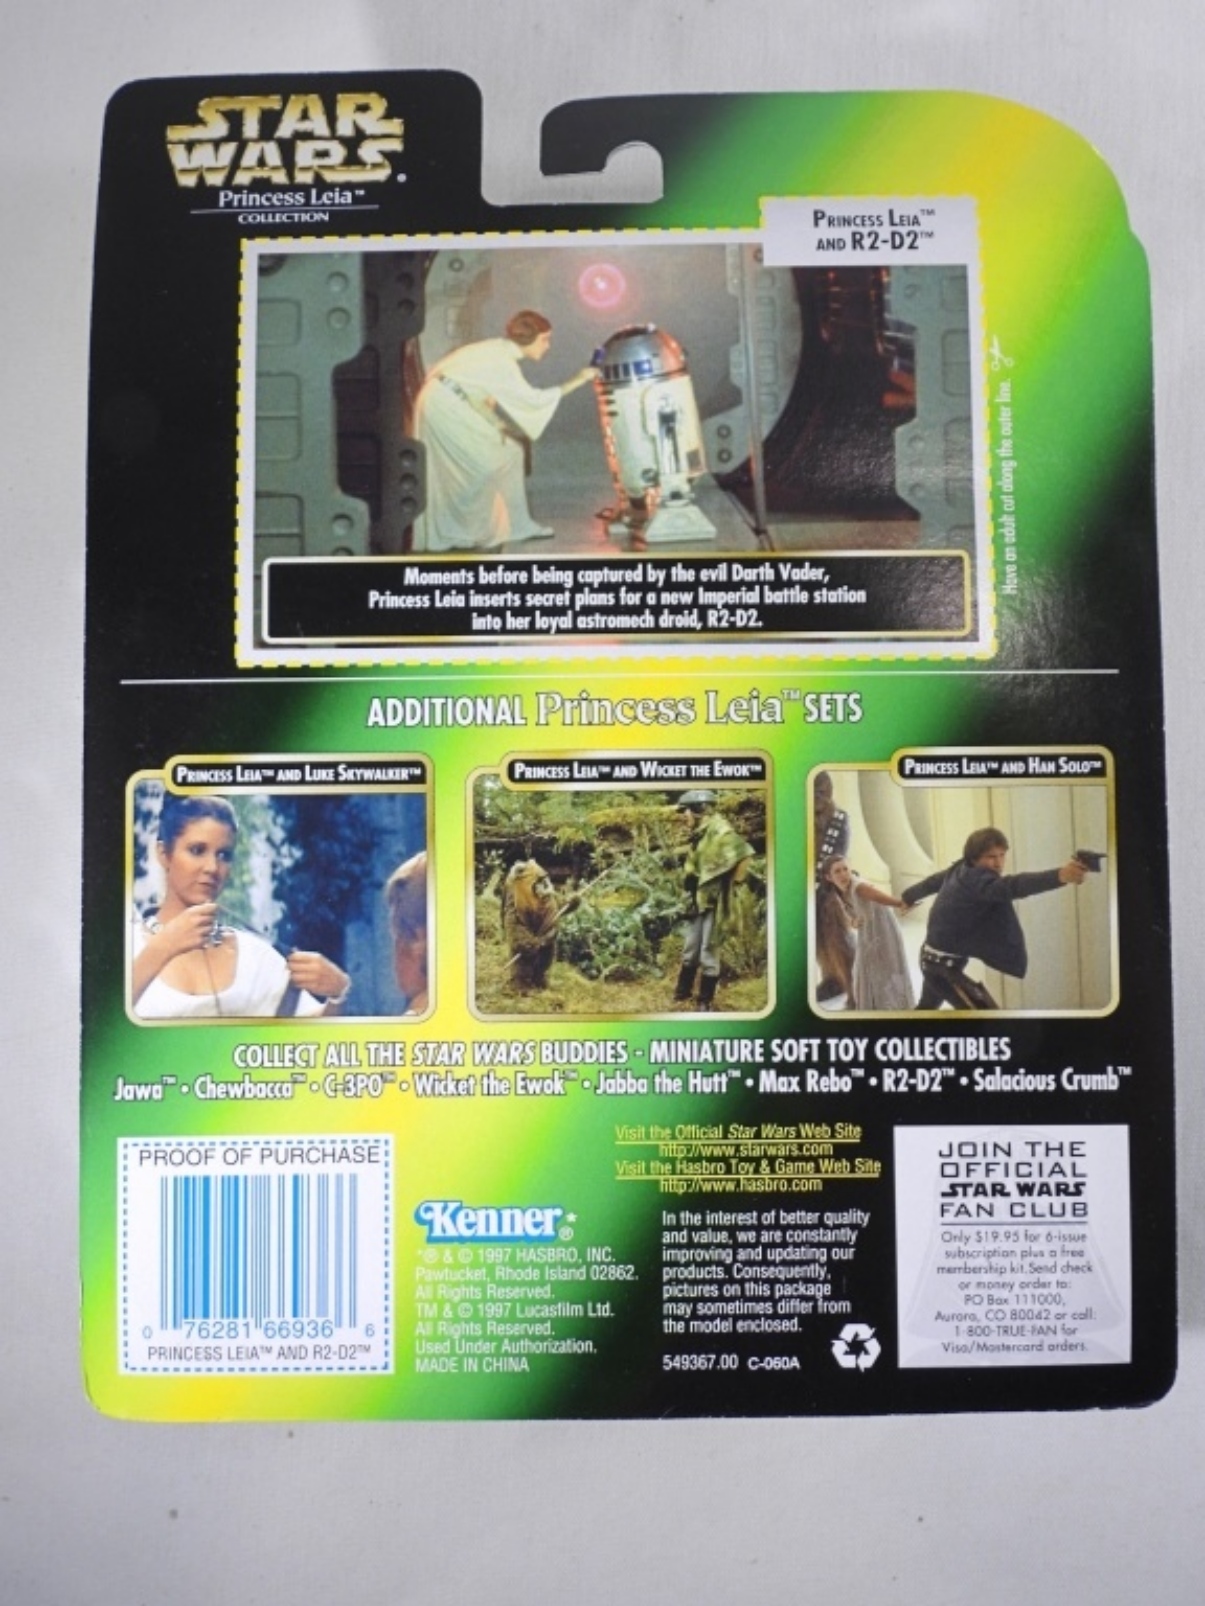 STAR
WARS.
Princess Leia™
COLLECTION
PRINCESS LEIA™
AND R2-D2™
Have an adult cut along the outer line.
Moments before being captured by the evil Darth Vader,
Princess Leia inserts secret plans for a new Imperial battle station
into her loyal astromech droid, R2-D2.
ADDITIONAL Princess Leia™ SETS
PRINCESS LEIA™ AND LUKE SKYWALKER™
PRINCESS LEIA™ AND WICKET THE EWOK™
PRINCESS LEIA™ AND HAN SOLO™
COLLECT ALL THE STAR WARS BUDDIES - MINIATURE SOFT TOY COLLECTIBLES
Jawa™ • Chewbacca™ • C-3PO™ • Wicket the Ewok™ • Jabba the Hutt™ • Max Rebo™ • R2-D2™ • Salacious Crumb™
PROOF OF PURCHASE
0 76281 66936 6
PRINCESS LEIA™ AND R2-D2™
Kenner*®
*® & © 1997 HASBRO, INC.
Pawtucket, Rhode Island 02862.
All Rights Reserved.
TM & © 1997 Lucasfilm Ltd.
All Rights Reserved.
Used Under Authorization.
MADE IN CHINA
Visit the Official Star Wars Web Site
http://www.starwars.com
Visit the Hasbro Toy & Game Web Site
http://www.hasbro.com
In the interest of better quality
and value, we are constantly
improving and updating our
products. Consequently,
pictures on this package
may sometimes differ from
the model enclosed.
549367.00 C-060A
JOIN THE
OFFICIAL
STAR WARS
FAN CLUB
Only $19.95 for 6-issue
subscription plus a free
membership kit. Send check
or money order to:
PO Box 111000,
Aurora, CO 80042 or call:
1-800-TRUE-FAN for
Visa/Mastercard orders.